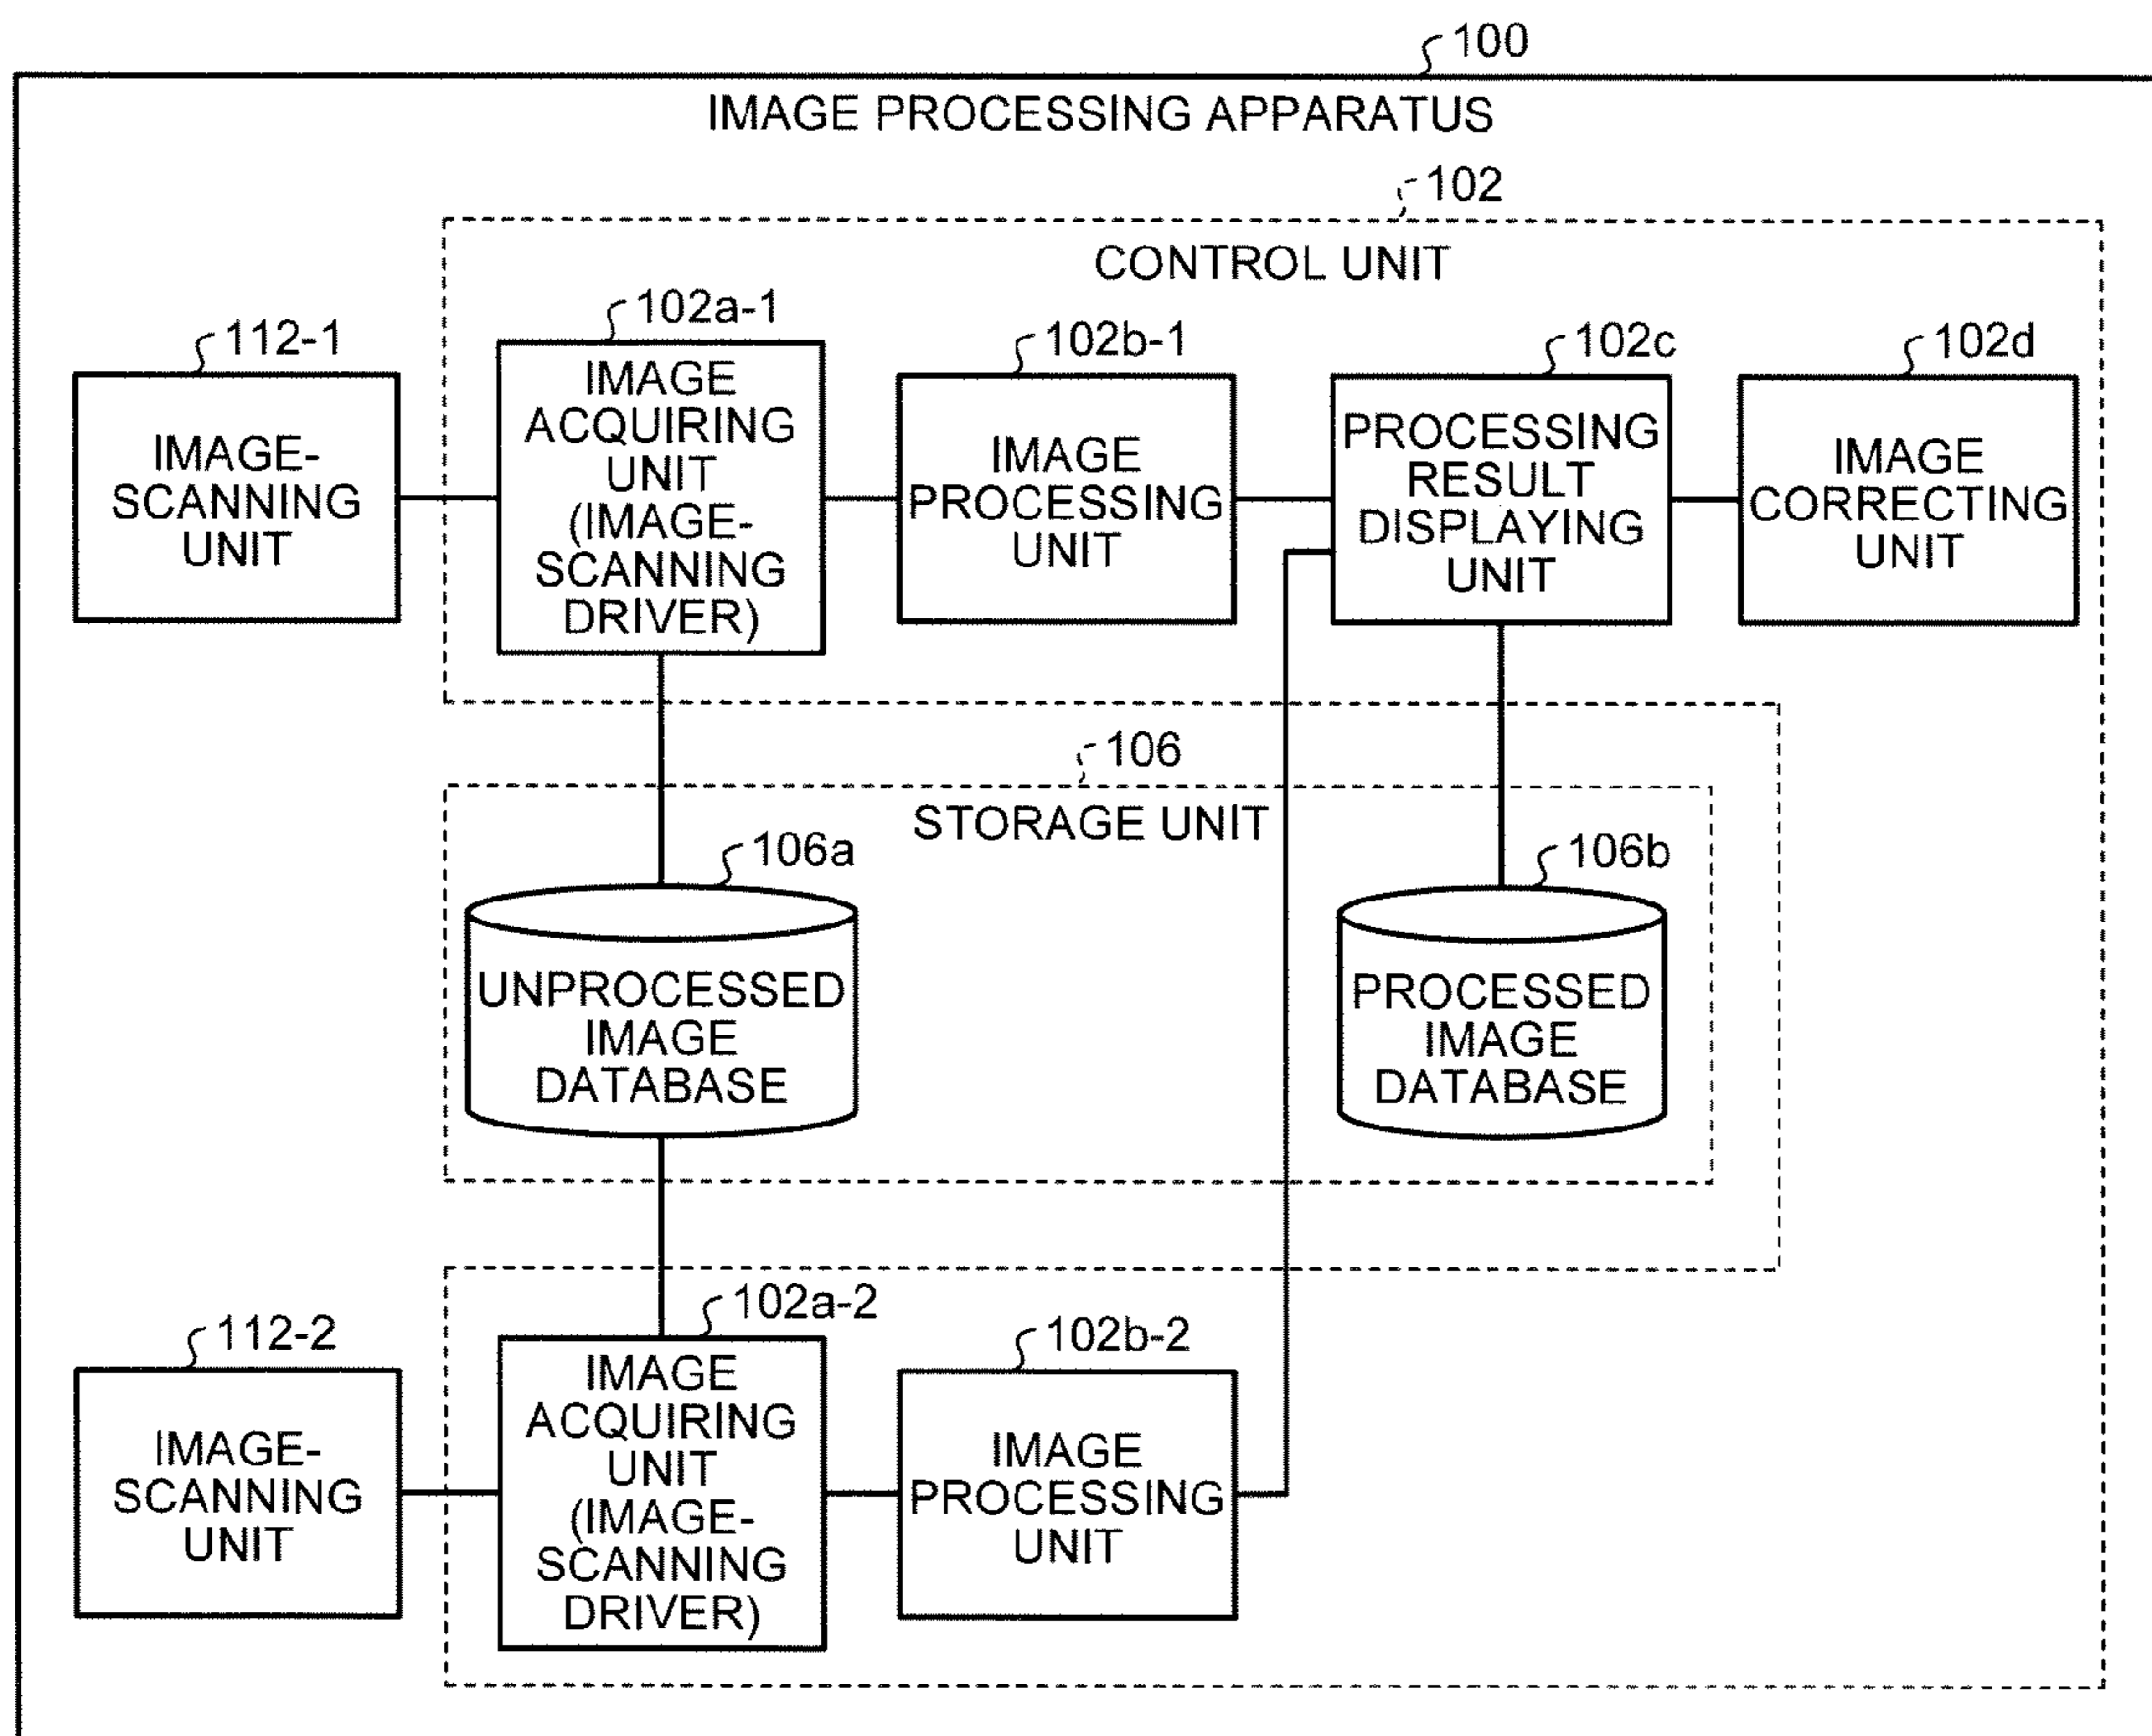 100
IMAGE PROCESSING APPARATUS
102
CONTROL UNIT
112-1
IMAGE-
SCANNING
UNIT
102a-1
IMAGE
ACQUIRING
UNIT
(IMAGE-
SCANNING
DRIVER)
102b-1
IMAGE
PROCESSING
UNIT
102c
PROCESSING
RESULT
DISPLAYING
UNIT
102d
IMAGE
CORRECTING
UNIT
106
STORAGE UNIT
106a
UNPROCESSED
IMAGE
DATABASE
106b
PROCESSED
IMAGE
DATABASE
112-2
IMAGE-
SCANNING
UNIT
102a-2
IMAGE
ACQUIRING
UNIT
(IMAGE-
SCANNING
DRIVER)
102b-2
IMAGE
PROCESSING
UNIT